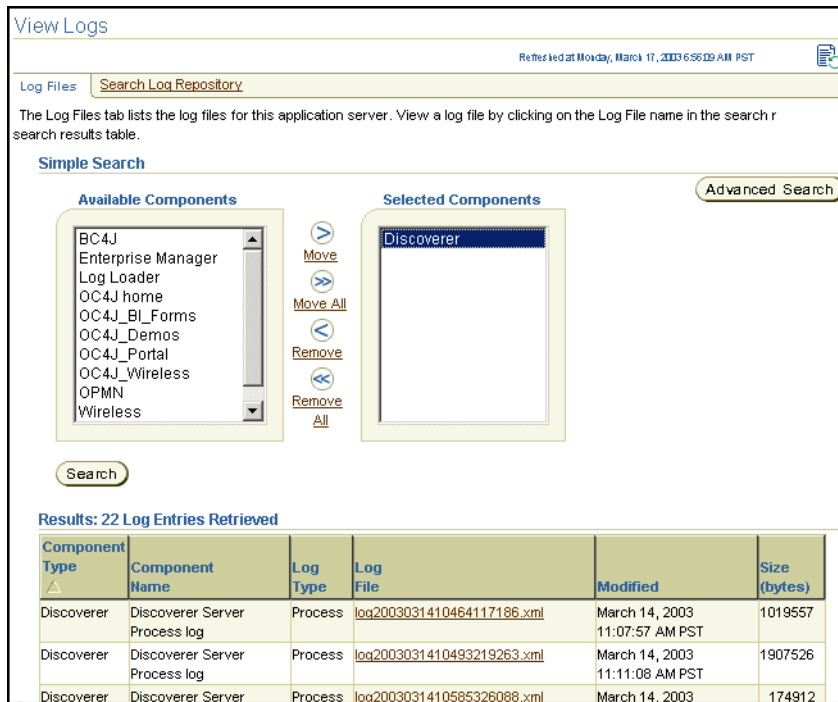 View Logs
Refreshed at Monday, March 17, 2003 6:56:09 AM PST
Log Files
Search Log Repository
The Log Files tab lists the log files for this application server. View a log file by clicking on the Log File name in the search r
search results table.
Simple Search
Advanced Search
Available Components
Selected Components
BC4J
Enterprise Manager
Log Loader
OC4J home
OC4J_BI_Forms
OC4J_Demos
OC4J_Portal
OC4J_Wireless
OPMN
Wireless
Move
Move All
Remove
Remove
All
Discoverer
Search
Results: 22 Log Entries Retrieved
Component
Type Component Name Log Type Log File Modified Size (bytes)
Discoverer Discoverer Server Process log2003031410464117186.xml March 14, 2003 1019557
Process log 11:07:57 AM PST
Discoverer Discoverer Server Process log2003031410493219263.xml March 14, 2003 1907526
Process log 11:11:08 AM PST
Discoverer Discoverer Server Process log2003031410585326088.xml March 14, 2003 174912